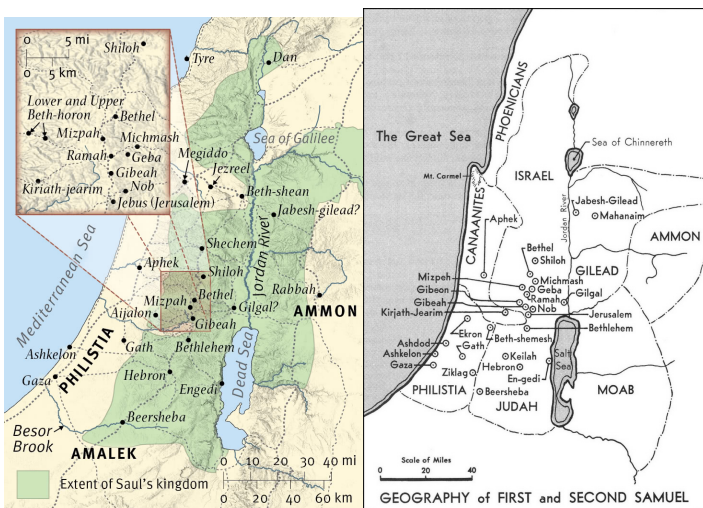 0 5 mi
0 5 km
Shiloh
Lower and Upper
Beth-horon
Bethel
Mizpah
Michmash
Ramah
Geba
Gibeah
Nob
Kiriath-jearim
Jebus (Jerusalem)
Tyre
Dan
Sea of Galilee
Megiddo
Jezreel
Beth-shean
Jabesh-gilead?
Mediterranean Sea
Jordan River
Shechem
Aphek
Shiloh
Mizpah
Bethel
Gilgal?
Rabbah
Aijalon
Gibeah
AMMON
PHILISTIA
Ashkelon
Gath
Bethlehem
Gaza
Hebron
Engedi
Dead Sea
Besor
Brook
Beersheba
AMALEK
0 10 20 30 40 mi
0 20 40 60 km
Extent of Saul's kingdom
PHOENICIANS
The Great Sea
Sea of Chinnereth
Mt. Carmel
ISRAEL
CANAANITES
Jabesh-Gilead
Mahanaim
Jordan River
Aphek
AMMON
Bethel
Shiloh
GILEAD
Mizpeh
Michmash
Gibeon
Geba
Gilgal
Gibeah
Ramah
Kirjath-Jearim
Nob
Jerusalem
Bethlehem
Ekron
Beth-shemesh
Ashdod
Gath
Ashkelon
Keilah
Salt
Sea
Gaza
Hebron
Ziklag
En-gedi
PHILISTIA
Beersheba
MOAB
JUDAH
Scale of Miles
0 20 40
GEOGRAPHY of FIRST and SECOND SAMUEL